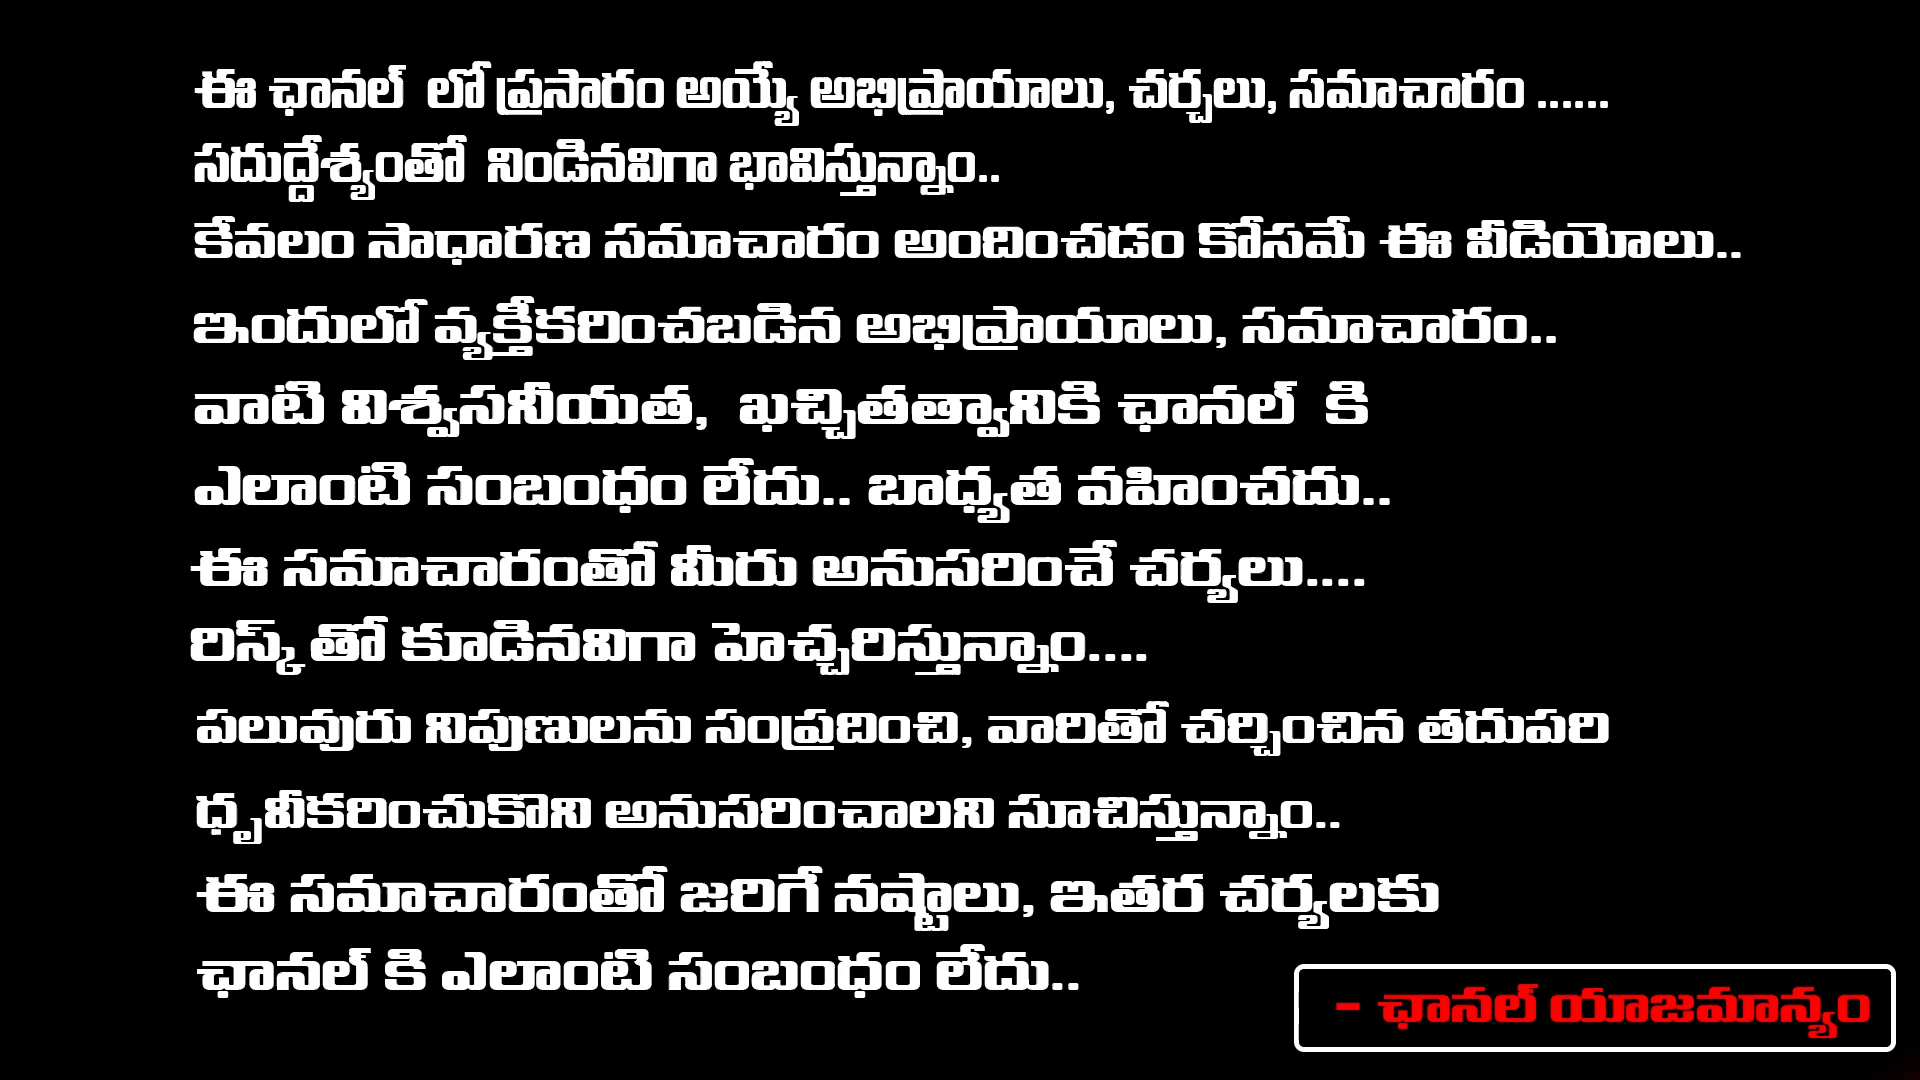 ఈ ఛానల్ లో ప్రసారం అయ్యే అభిప్రాయాలు, చర్చలు, సమాచారం ......
సదుద్దేశ్యంతో నిండినవిగా భావిస్తున్నాం..
కేవలం సాధారణ సమాచారం అందించడం కోసమే ఈ వీడియోలు..
ఇందులో వ్యక్తీకరించబడిన అభిప్రాయాలు, సమాచారం..
వాటి విశ్వసనీయత, ఖచ్చితత్వానికి ఛానల్ కి
ఎలాంటి సంబంధం లేదు.. బాధ్యత వహించదు..
ఈ సమాచారంతో మీరు అనుసరించే చర్యలు....
రిస్క్ తో కూడినవిగా హెచ్చరిస్తున్నాం....
పలువురు నిపుణులను సంప్రదించి, వారితో చర్చించిన తదుపరి
ధృవీకరించుకొని అనుసరించాలని సూచిస్తున్నాం..
ఈ సమాచారంతో జరిగే నష్టాలు, ఇతర చర్యలకు
ఛానల్ కి ఎలాంటి సంబంధం లేదు..
- ఛానల్ యాజమాన్యం